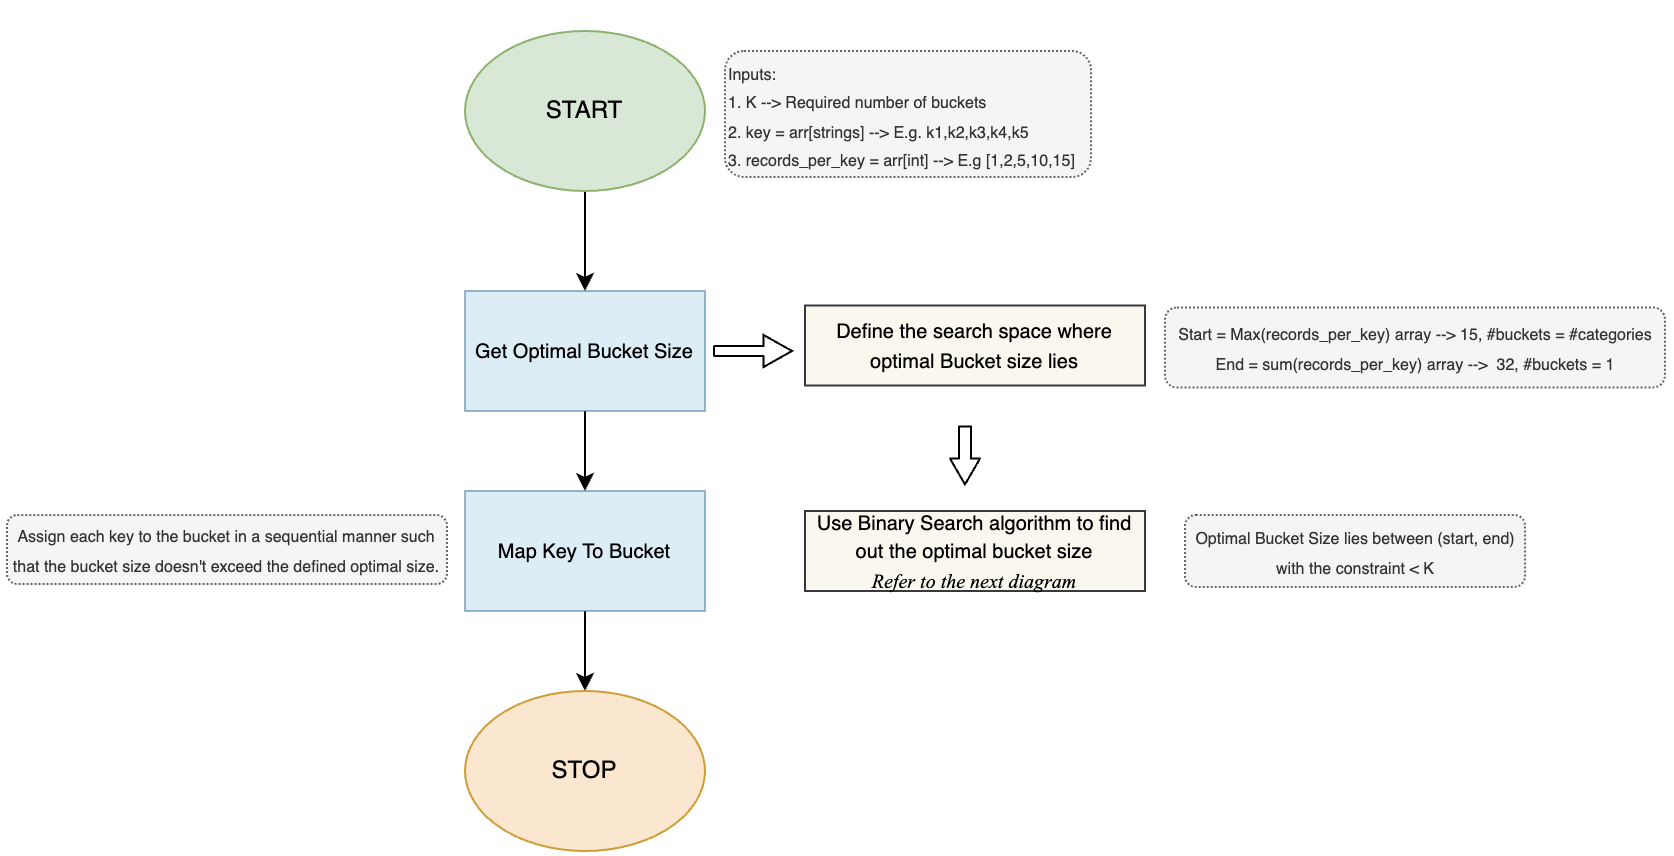 START
Inputs:
1. K --> Required number of buckets
2. key = arr[strings] --> E.g. k1,k2,k3,k4,k5
3. records_per_key = arr[int] --> E.g [1,2,5,10,15]
Get Optimal Bucket Size
Define the search space where
optimal Bucket size lies
Start = Max(records_per_key) array --> 15, #buckets = #categories
End = sum(records_per_key) array --> 32, #buckets = 1
Assign each key to the bucket in a sequential manner such
that the bucket size doesn't exceed the defined optimal size.
Map Key To Bucket
Use Binary Search algorithm to find
out the optimal bucket size
Refer to the next diagram
Optimal Bucket Size lies between (start, end)
with the constraint < K
STOP